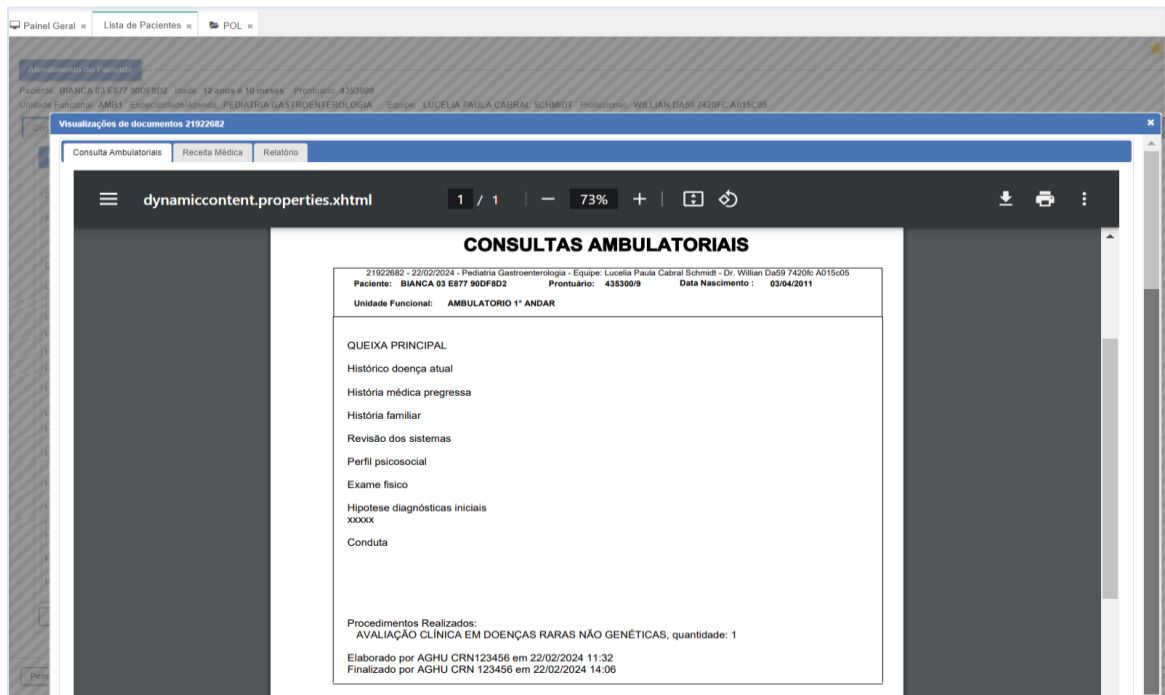 Painel Geral
Lista de Pacientes
POL
Atendimento do Paciente
Paciente: BIANCA 03 E877 90DF8D2 Idade: 12 anos e 10 meses Prontuário: 4353009
Unidade Funcional: AMB1 Especialidade/Agenda: PEDIATRIA GASTROENTEROLOGIA Equipe: LUCELIA PAULA CABRAL SCHMIDT Profissional: WILLIAN DA59 7420FC A015C05
Visualizações de documentos 21922682
Consulta Ambulatoriais Receita Médica Relatório
dynamiccontent.properties.xhtml 1 / 1 73%
CONSULTAS AMBULATORIAIS
21922682 - 22/02/2024 - Pediatria Gastroenterologia - Equipe: Lucelia Paula Cabral Schmidt - Dr. Willian Da59 7420fc A015c05
Paciente: BIANCA 03 E877 90DF8D2 Prontuário: 435300/9 Data Nascimento : 03/04/2011
Unidade Funcional: AMBULATORIO 1° ANDAR
QUEIXA PRINCIPAL
Histórico doença atual
História médica pregressa
História familiar
Revisão dos sistemas
Perfil psicosocial
Exame fisico
Hipotese diagnósticas iniciais
xxxxx
Conduta
Procedimentos Realizados:
AVALIAÇÃO CLÍNICA EM DOENÇAS RARAS NÃO GENÉTICAS, quantidade: 1
Elaborado por AGHU CRN123456 em 22/02/2024 11:32
Finalizado por AGHU CRN 123456 em 22/02/2024 14:06